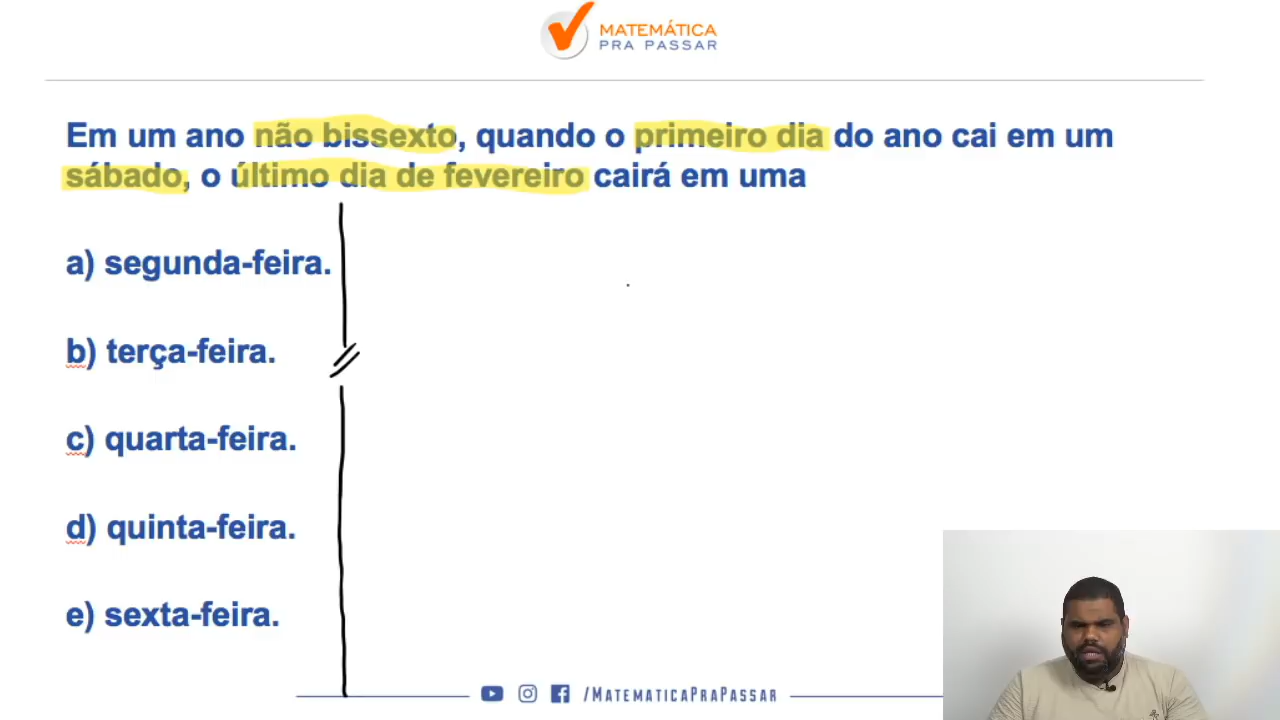 MATEMÁTICA
PRA PASSAR
Em um ano não bissexto, quando o primeiro dia do ano cai em um
sábado, o último dia de fevereiro cairá em uma
a) segunda-feira.
b) terça-feira.
c) quarta-feira.
d) quinta-feira.
e) sexta-feira.
/MATEMATICAPRAPASSAR